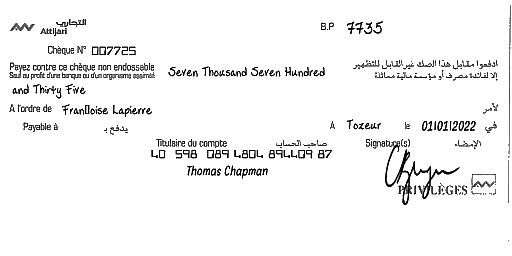 التجاري
Attijari
B.P 7735
Chèque N° 007725
Payez contre ce chèque non endossable
Seven Thousand Seven Hundred
ادفعوا مقابل هذا الصك غير القابل للتظهير
Sauf au profit d'une banque ou d'un organisme assimilé
إلا لفائدة مصرف أو مؤسسة مالية مماثلة
and Thirty Five
A l'ordre de Fran▯oise Lapierre
لأمر
Payable à يدفع بـ
A Tozeur le 01/01/2022 في
Titulaire du compte صاحب الحساب
Signature(s) الإمضاء
40 598 089 4804 894409 87
Thomas Chapman
PRIVILÈGES